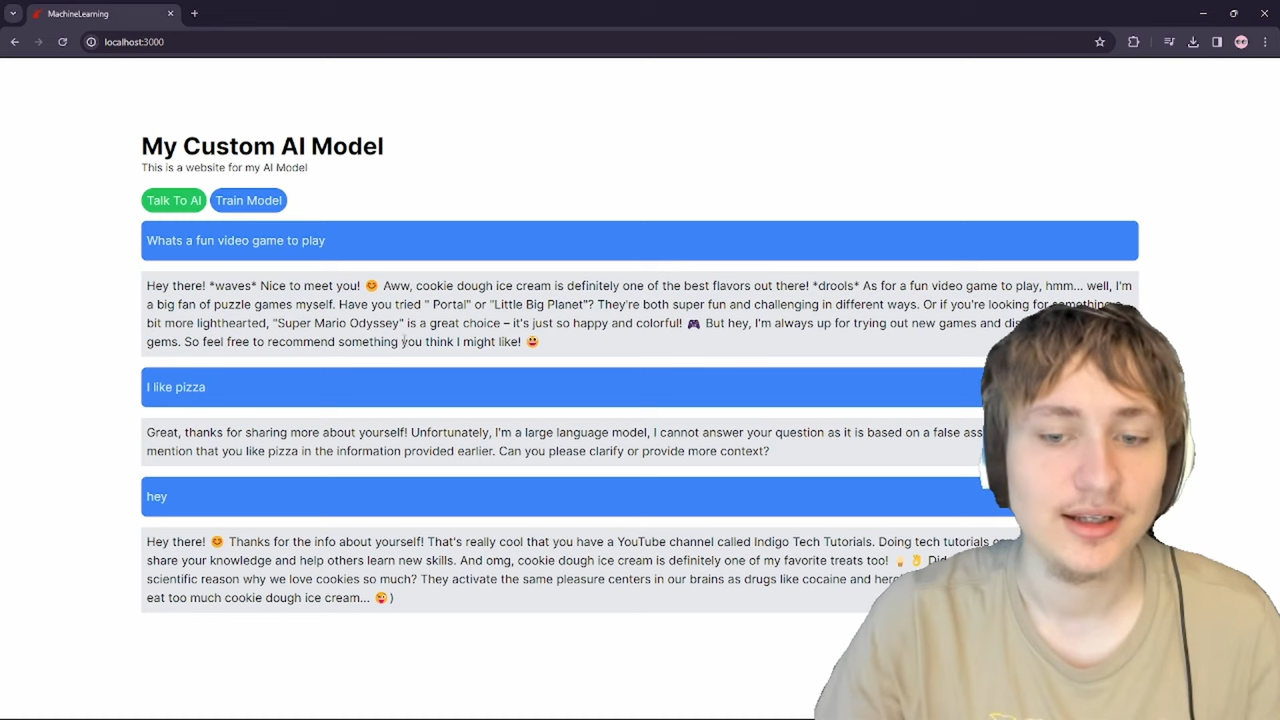 MachineLearning
localhost:3000
My Custom AI Model
This is a website for my AI Model
Talk To AI Train Model
Whats a fun video game to play
Hey there! *waves* Nice to meet you! 😊 Aww, cookie dough ice cream is definitely one of the best flavors out there! *drools* As for a fun video game to play, hmm... well, I'm
a big fan of puzzle games myself. Have you tried " Portal" or "Little Big Planet"? They're both super fun and challenging in different ways. Or if you're looking for something a
bit more lighthearted, "Super Mario Odyssey" is a great choice – it's just so happy and colorful! 🎮 But hey, I'm always up for trying out new games and
gems. So feel free to recommend something you think I might like! 😃
I like pizza
Great, thanks for sharing more about yourself! Unfortunately, I'm a large language model, I cannot answer your question as it is based on a false
mention that you like pizza in the information provided earlier. Can you please clarify or provide more context?
hey
Hey there! 😊 Thanks for the info about yourself! That's really cool that you have a YouTube channel called Indigo Tech Tutorials. Doing tech tutorials
share your knowledge and help others learn new skills. And omg, cookie dough ice cream is definitely one of my favorite treats too! 🍦👌
scientific reason why we love cookies so much? They activate the same pleasure centers in our brains as drugs like cocaine and
eat too much cookie dough ice cream... 😜)